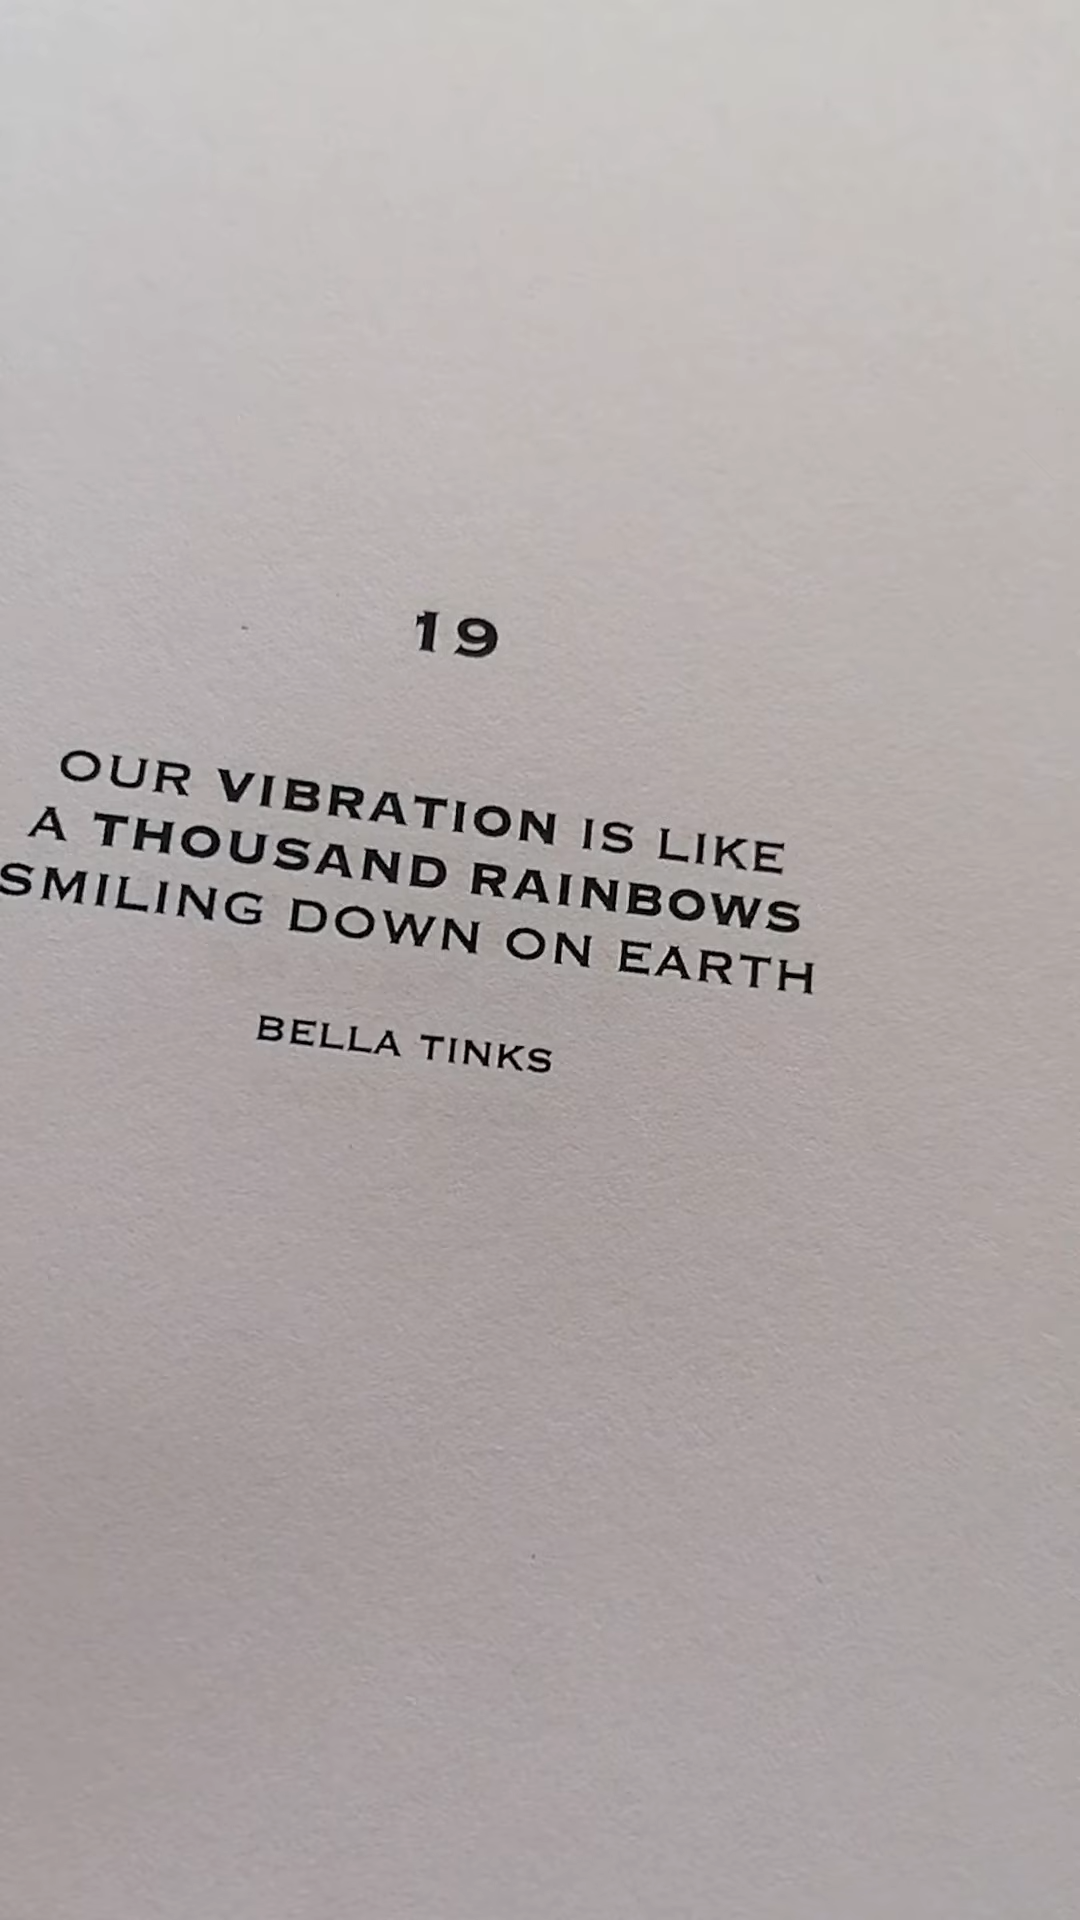 19
OUR VIBRATION IS LIKE
A THOUSAND RAINBOWS
SMILING DOWN ON EARTH
BELLA TINKS